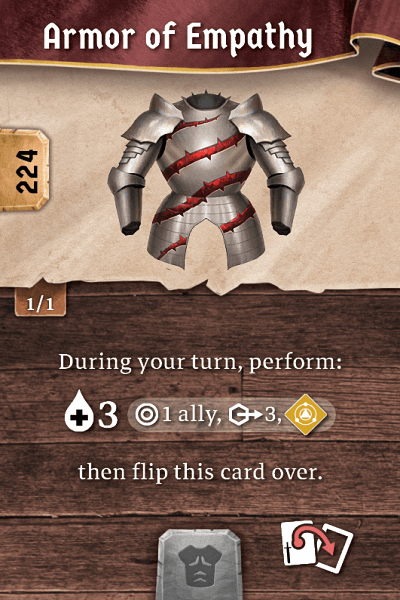 Armor of Empathy
224
1/1
During your turn, perform:
3 1 ally, 3,
then flip this card over.